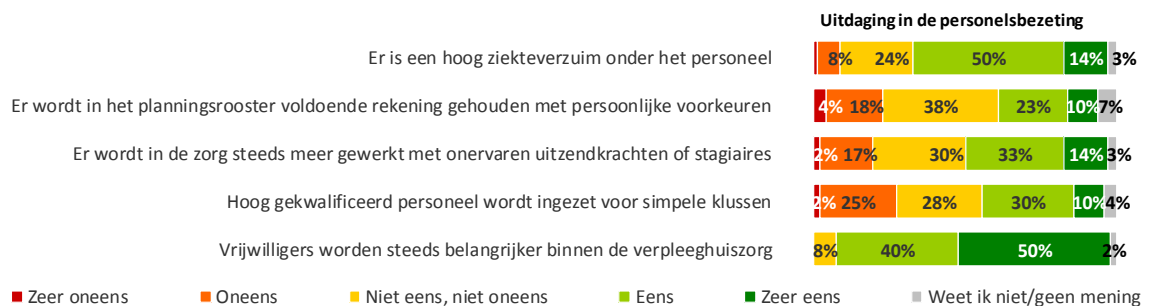 Uitdaging in de personelsbezeting
Er is een hoog ziekteverzuim onder het personeel 8% 24% 50% 14% 3%
Er wordt in het planningsrooster voldoende rekening gehouden met persoonlijke voorkeuren 4% 18% 38% 23% 10% 7%
Er wordt in de zorg steeds meer gewerkt met onervaren uitzendkrachten of stagiaires 2% 17% 30% 33% 14% 3%
Hoog gekwalificeerd personeel wordt ingezet voor simpele klussen 2% 25% 28% 30% 10% 4%
Vrijwilligers worden steeds belangrijker binnen de verpleeghuiszorg 8% 40% 50% 2%
Zeer oneens Oneens Niet eens, niet oneens Eens Zeer eens Weet ik niet/geen mening